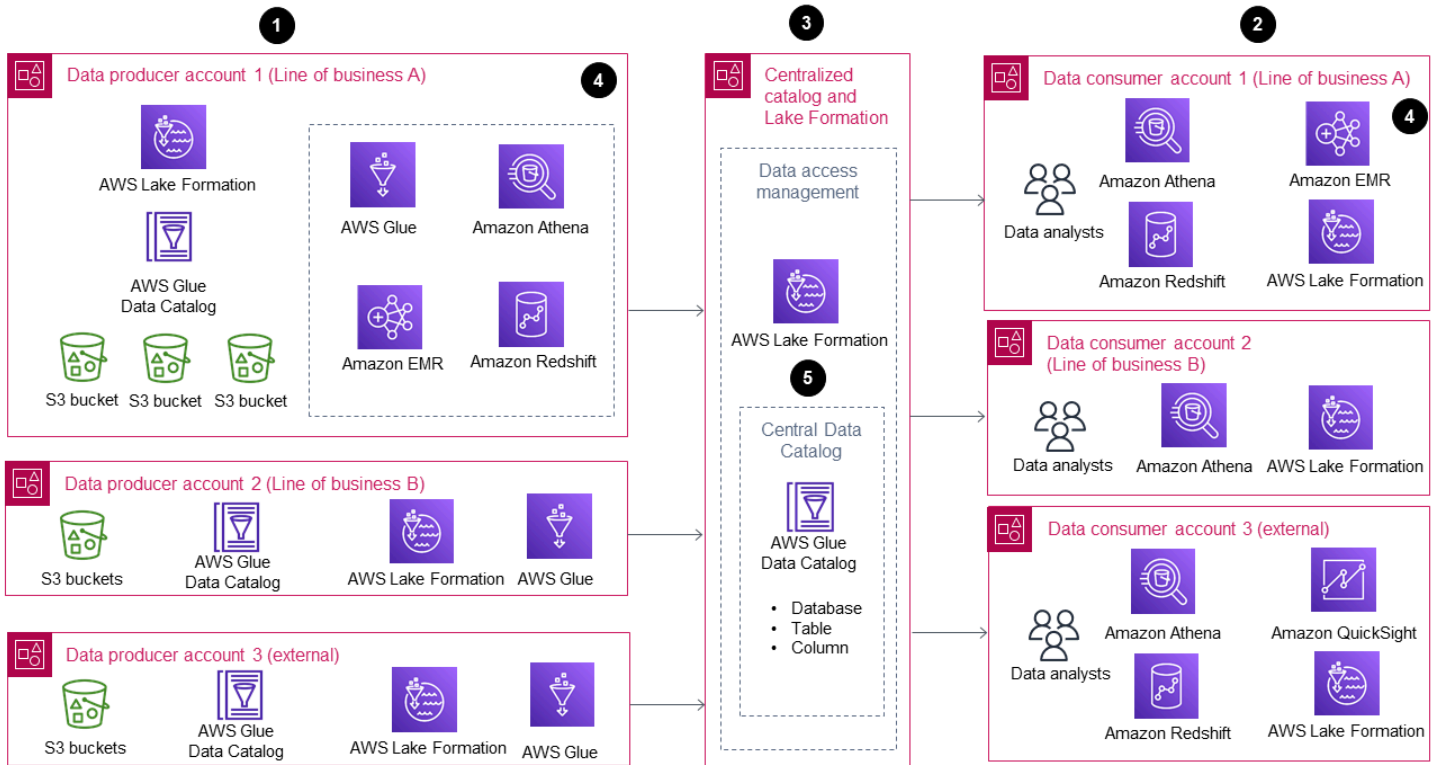 1
3
2
Data producer account 1 (Line of business A)
4
AWS Lake Formation
AWS Glue
Data Catalog
S3 bucket
S3 bucket
S3 bucket
AWS Glue
Amazon Athena
Amazon EMR
Amazon Redshift
Data producer account 2 (Line of business B)
S3 buckets
AWS Glue
Data Catalog
AWS Lake Formation
AWS Glue
Data producer account 3 (external)
S3 buckets
AWS Glue
Data Catalog
AWS Lake Formation
AWS Glue
Centralized
catalog and
Lake Formation
Data access
management
AWS Lake Formation
5
Central Data
Catalog
AWS Glue
Data Catalog
• Database
• Table
• Column
Data consumer account 1 (Line of business A)
4
Data analysts
Amazon Athena
Amazon EMR
Amazon Redshift
AWS Lake Formation
Data consumer account 2
(Line of business B)
Data analysts
Amazon Athena
AWS Lake Formation
Data consumer account 3 (external)
Data analysts
Amazon Athena
Amazon QuickSight
Amazon Redshift
AWS Lake Formation